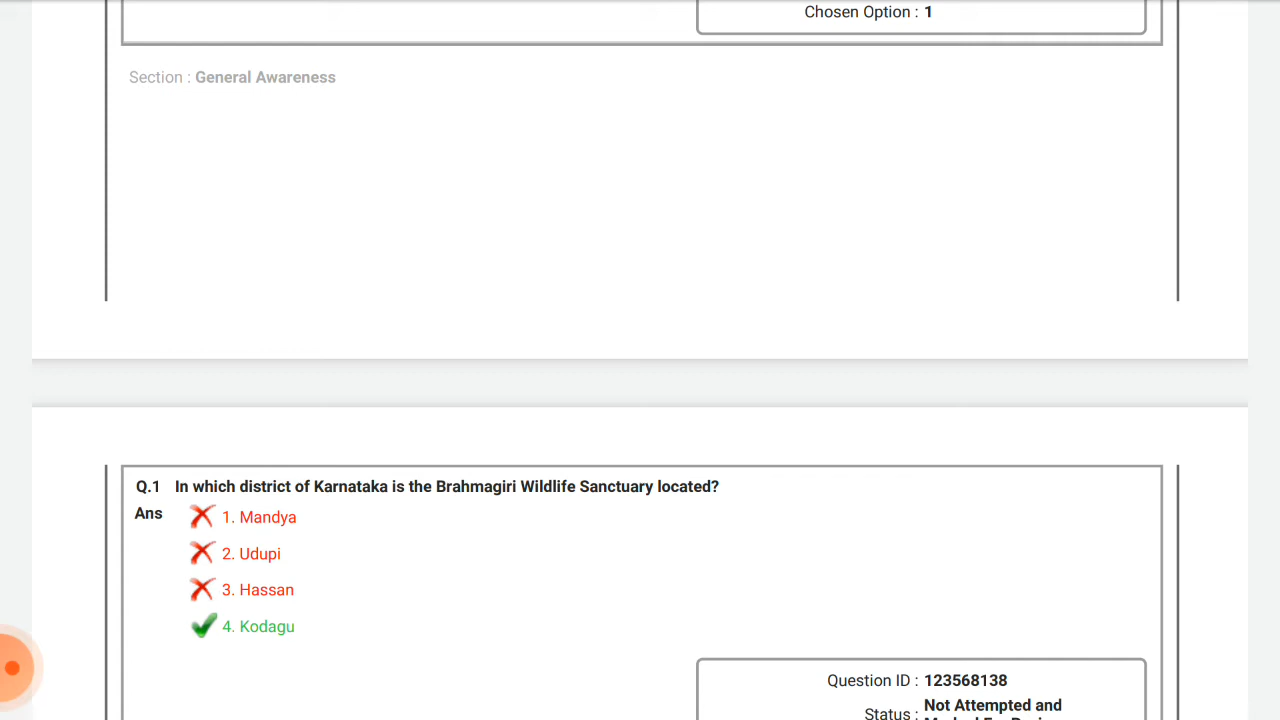 Chosen Option : 1
Section : General Awareness
Q.1 In which district of Karnataka is the Brahmagiri Wildlife Sanctuary located?
Ans 1. Mandya
2. Udupi
3. Hassan
4. Kodagu
Question ID : 123568138
Status : Not Attempted and